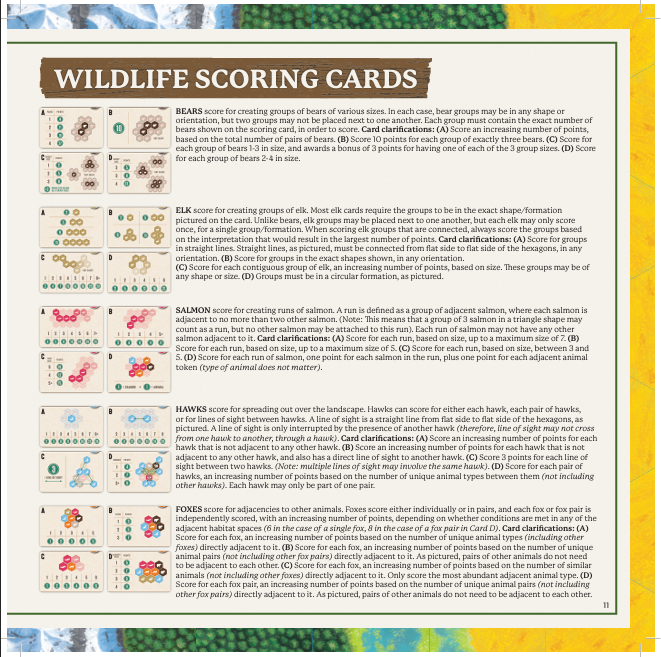 WILDLIFE SCORING CARDS
BEARS score for creating groups of bears of various sizes. In each case, bear groups may be in any shape or
orientation, but two groups may not be placed next to one another. Each group must contain the exact number of
bears shown on the scoring card, in order to score. Card clarifications: (A) Score an increasing number of points,
based on the total number of pairs of bears. (B) Score 10 points for each group of exactly three bears. (C) Score for
each group of bears 1-3 in size, and awards a bonus of 3 points for having one of each of the 3 group sizes. (D) Score
for each group of bears 2-4 in size.
ELK score for creating groups of elk. Most elk cards require the groups to be in the exact shape/formation
pictured on the card. Unlike bears, elk groups may be placed next to one another, but each elk may only score
once, for a single group/formation. When scoring elk groups that are connected, always score the groups based
on the interpretation that would result in the largest number of points. Card clarifications: (A) Score for groups
in straight lines. Straight lines, as pictured, must be connected from flat side to flat side of the hexagons, in any
orientation. (B) Score for groups in the exact shapes shown, in any orientation.
(C) Score for each contiguous group of elk, an increasing number of points, based on size. These groups may be of
any shape or size. (D) Groups must be in a circular formation, as pictured.
SALMON score for creating runs of salmon. A run is defined as a group of adjacent salmon, where each salmon is
adjacent to no more than two other salmon. (Note: This means that a group of 3 salmon in a triangle shape may
count as a run, but no other salmon may be attached to this run). Each run of salmon may not have any other
salmon adjacent to it. Card clarifications: (A) Score for each run, based on size, up to a maximum size of 7. (B)
Score for each run, based on size, up to a maximum size of 5. (C) Score for each run, based on size, between 3 and
5. (D) Score for each run of salmon, one point for each salmon in the run, plus one point for each adjacent animal
token (type of animal does not matter).
HAWKS score for spreading out over the landscape. Hawks can score for either each hawk, each pair of hawks,
or for lines of sight between hawks. A line of sight is a straight line from flat side to flat side of the hexagons, as
pictured. A line of sight is only interrupted by the presence of another hawk (therefore, line of sight may not cross
from one hawk to another, through a hawk). Card clarifications: (A) Score an increasing number of points for each
hawk that is not adjacent to any other hawk. (B) Score an increasing number of points for each hawk that is not
adjacent to any other hawk, and also has a direct line of sight to another hawk. (C) Score 3 points for each line of
sight between two hawks. (Note: multiple lines of sight may involve the same hawk). (D) Score for each pair of
hawks, an increasing number of points, based on the number of unique animal types between them (not including
other hawks). Each hawk may only be part of one pair.
FOXES score for adjacencies to other animals. Foxes score either individually or in pairs, and each fox or fox pair is
independently scored, with an increasing number of points, depending on whether conditions are met in any of the
adjacent habitat spaces (6 in the case of a single fox, 8 in the case of a fox pair in Card D). Card clarifications: (A)
Score for each fox, an increasing number of points based on the number of unique animal types (including other
foxes) directly adjacent to it. (B) Score for each fox, an increasing number of points based on the number of unique
animal pairs (not including other fox pairs) directly adjacent to it. As pictured, pairs of other animals do not need
to be adjacent to each other. (C) Score for each fox, an increasing number of points based on the number of similar
animals (not including other foxes) directly adjacent to it. Only score the most abundant adjacent animal type. (D)
Score for each fox pair, an increasing number of points based on the number of unique animal pairs (not including
other fox pairs) directly adjacent to it. As pictured, pairs of other animals do not need to be adjacent to each other.
11